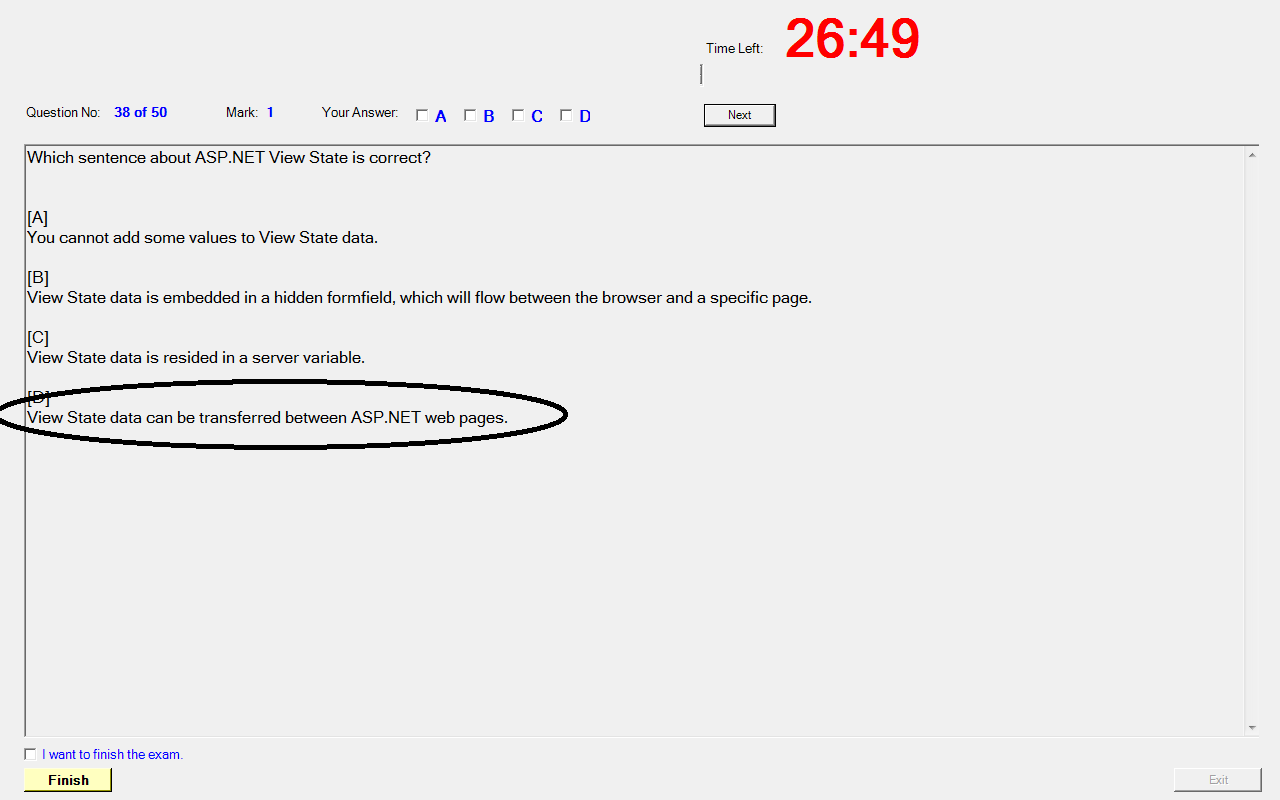 Time Left: 26:49
Question No: 38 of 50 Mark: 1 Your Answer: A B C D Next
Which sentence about ASP.NET View State is correct?
[A]
You cannot add some values to View State data.
[B]
View State data is embedded in a hidden formfield, which will flow between the browser and a specific page.
[C]
View State data is resided in a server variable.
[D]
View State data can be transferred between ASP.NET web pages.
I want to finish the exam.
Finish Exit